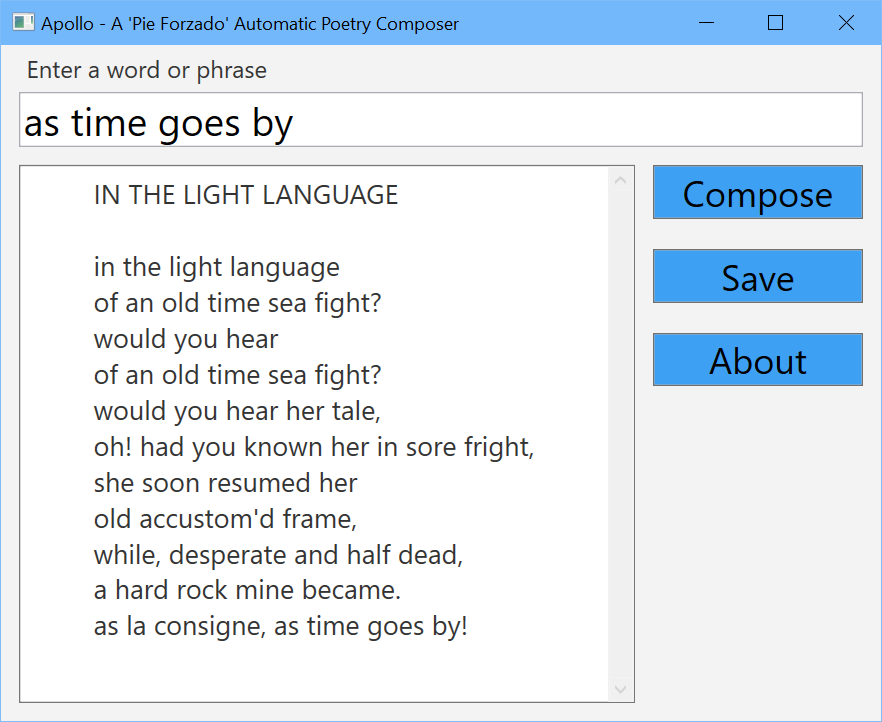 Apollo - A 'Pie Forzado' Automatic Poetry Composer
Enter a word or phrase
as time goes by
IN THE LIGHT LANGUAGE
in the light language
of an old time sea fight?
would you hear
of an old time sea fight?
would you hear her tale,
oh! had you known her in sore fright,
she soon resumed her
old accustom'd frame,
while, desperate and half dead,
a hard rock mine became.
as la consigne, as time goes by!
Compose
Save
About